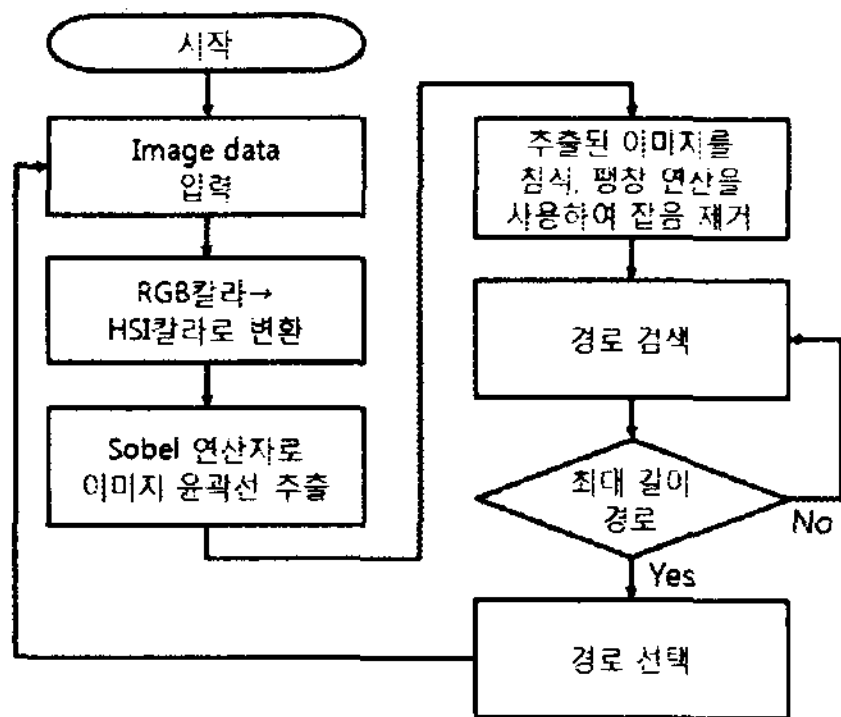 시작
Image data
입력
RGB칼라→
HSI칼라로 변환
Sobel 연산자로
이미지 윤곽선 추출
추출된 이미지를
침식, 팽창 연산을
사용하여 잡음 제거
경로 검색
최대 길이
경로
No
Yes
경로 선택